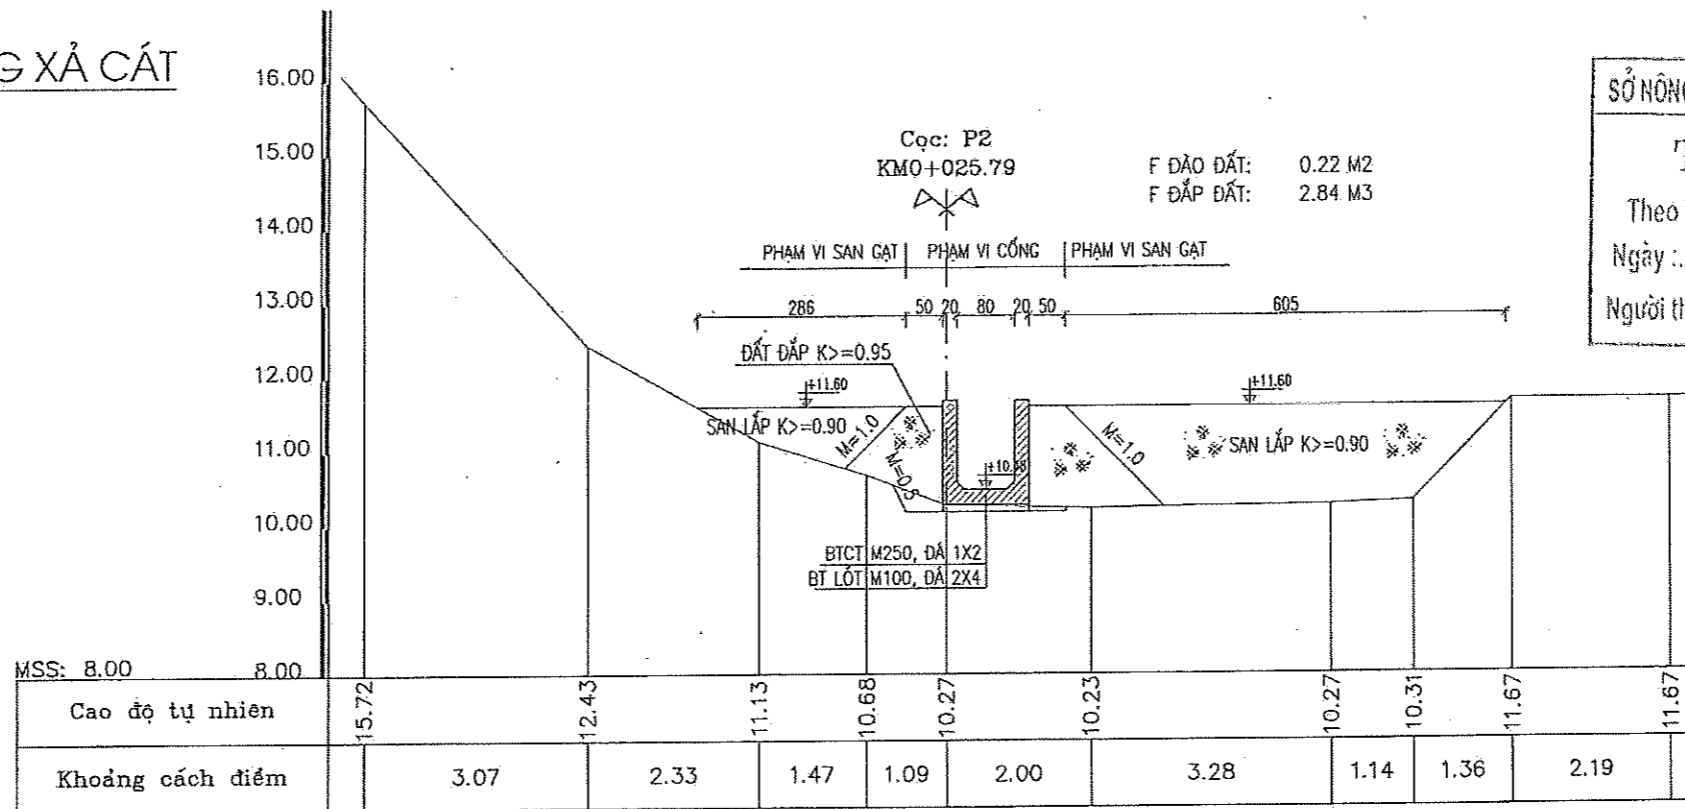 G XẢ CÁT
16.00
15.00
14.00
13.00
12.00
11.00
10.00
9.00
8.00
MSS: 8.00
Cọc: P2
KM0+025.79
F ĐÀO ĐẤT: 0.22 M2
F ĐẮP ĐẤT: 2.84 M3
SỞ NÔNG
Theo
Ngày :..
Người th
PHẠM VI SAN GẠT PHẠM VI CỐNG PHẠM VI SAN GẠT
286 50 20 80 20 50 605
ĐẤT ĐẮP K>=0.95
+11.60 +11.60
SAN LẤP K>=0.90 M=1.0 M=1.0 SAN LẤP K>=0.90
M=0.5
BTCT M250, ĐÁ 1X2
BT LÓT M100, ĐÁ 2X4
Cao độ tự nhiên 15.72 12.43 11.13 10.68 10.27 10.23 10.27 10.31 11.67 11.67
Khoảng cách điểm 3.07 2.33 1.47 1.09 2.00 3.28 1.14 1.36 2.19